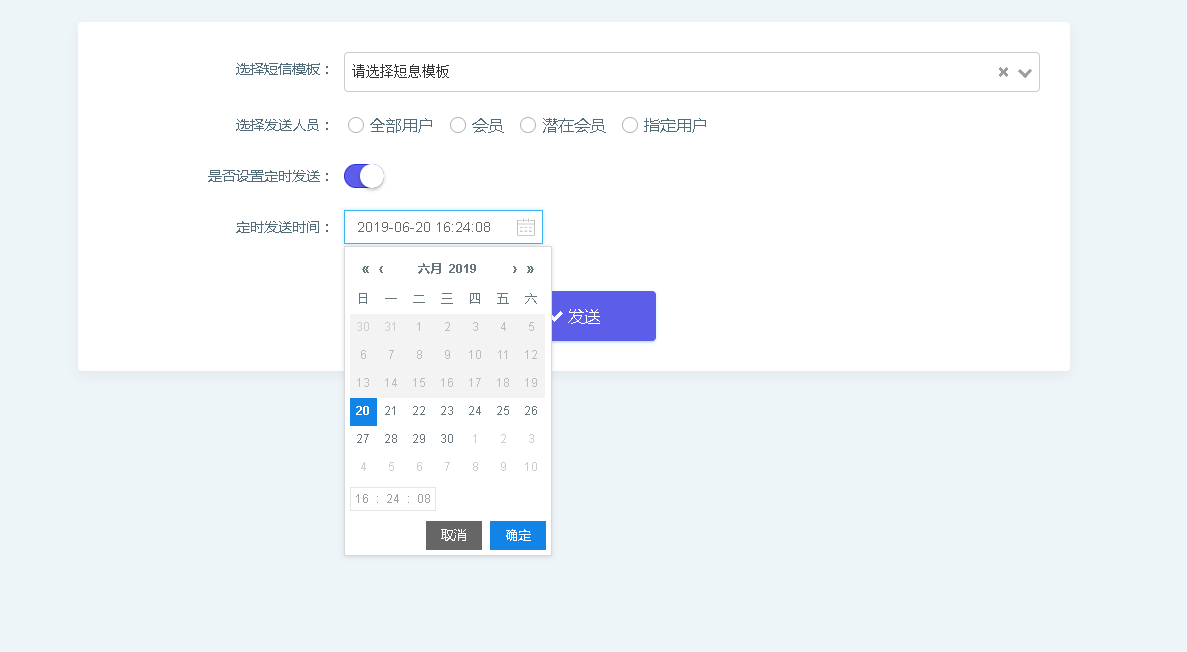 选择短信模板：
请选择短息模板
选择发送人员：
全部用户 会员 潜在会员 指定用户
是否设置定时发送：
定时发送时间：
2019-06-20 16:24:08
« ‹ 六月 2019 › »
日 一 二 三 四 五 六
30 31 1 2 3 4 5
6 7 8 9 10 11 12
13 14 15 16 17 18 19
20 21 22 23 24 25 26
27 28 29 30 1 2 3
4 5 6 7 8 9 10
16 : 24 : 08
取消 确定
发送